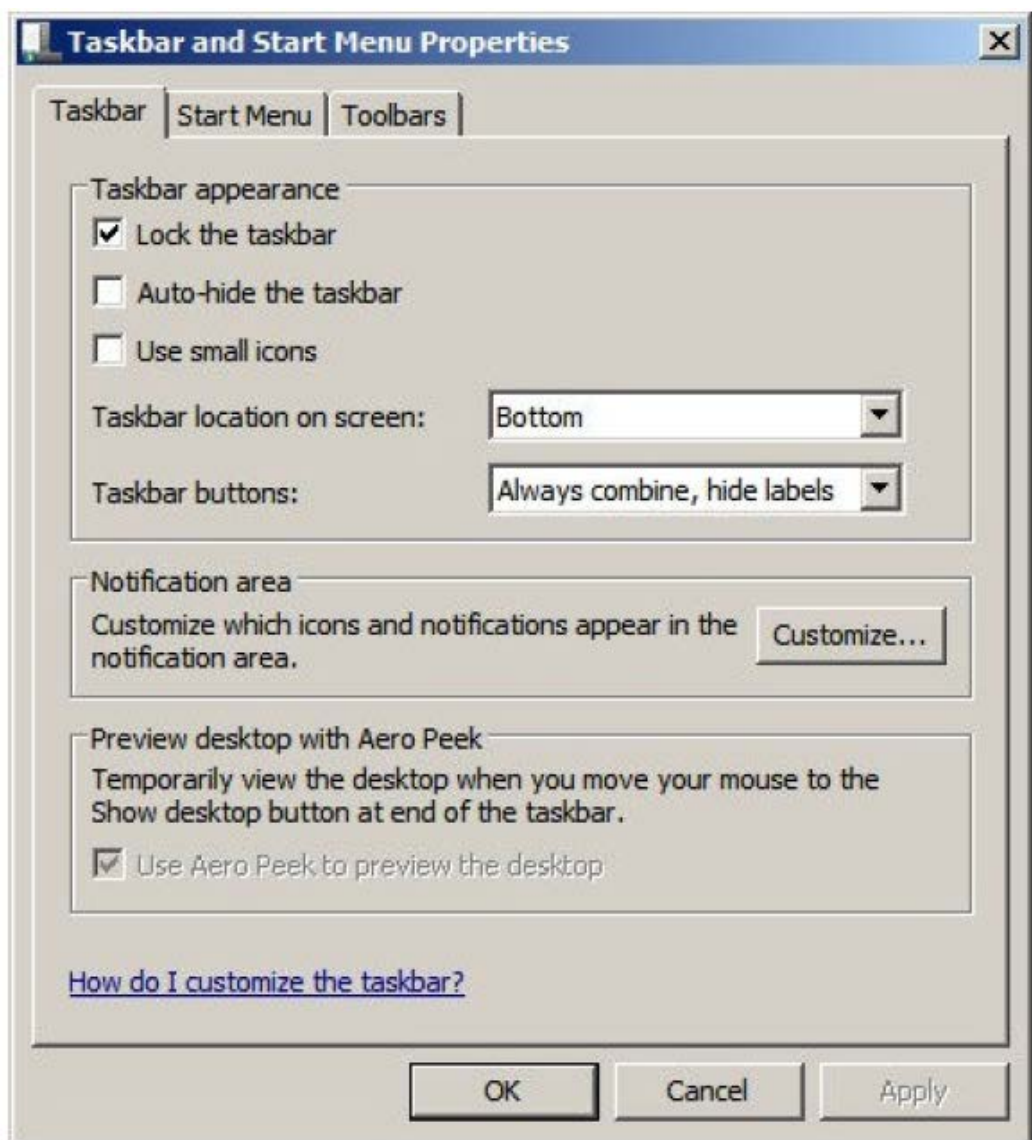 Taskbar and Start Menu Properties
Taskbar
Start Menu
Toolbars
Taskbar appearance
Lock the taskbar
Auto-hide the taskbar
Use small icons
Taskbar location on screen:
Bottom
Taskbar buttons:
Always combine, hide labels
Notification area
Customize which icons and notifications appear in the
notification area.
Customize...
Preview desktop with Aero Peek
Temporarily view the desktop when you move your mouse to the
Show desktop button at end of the taskbar.
Use Aero Peek to preview the desktop
How do I customize the taskbar?
OK
Cancel
Apply